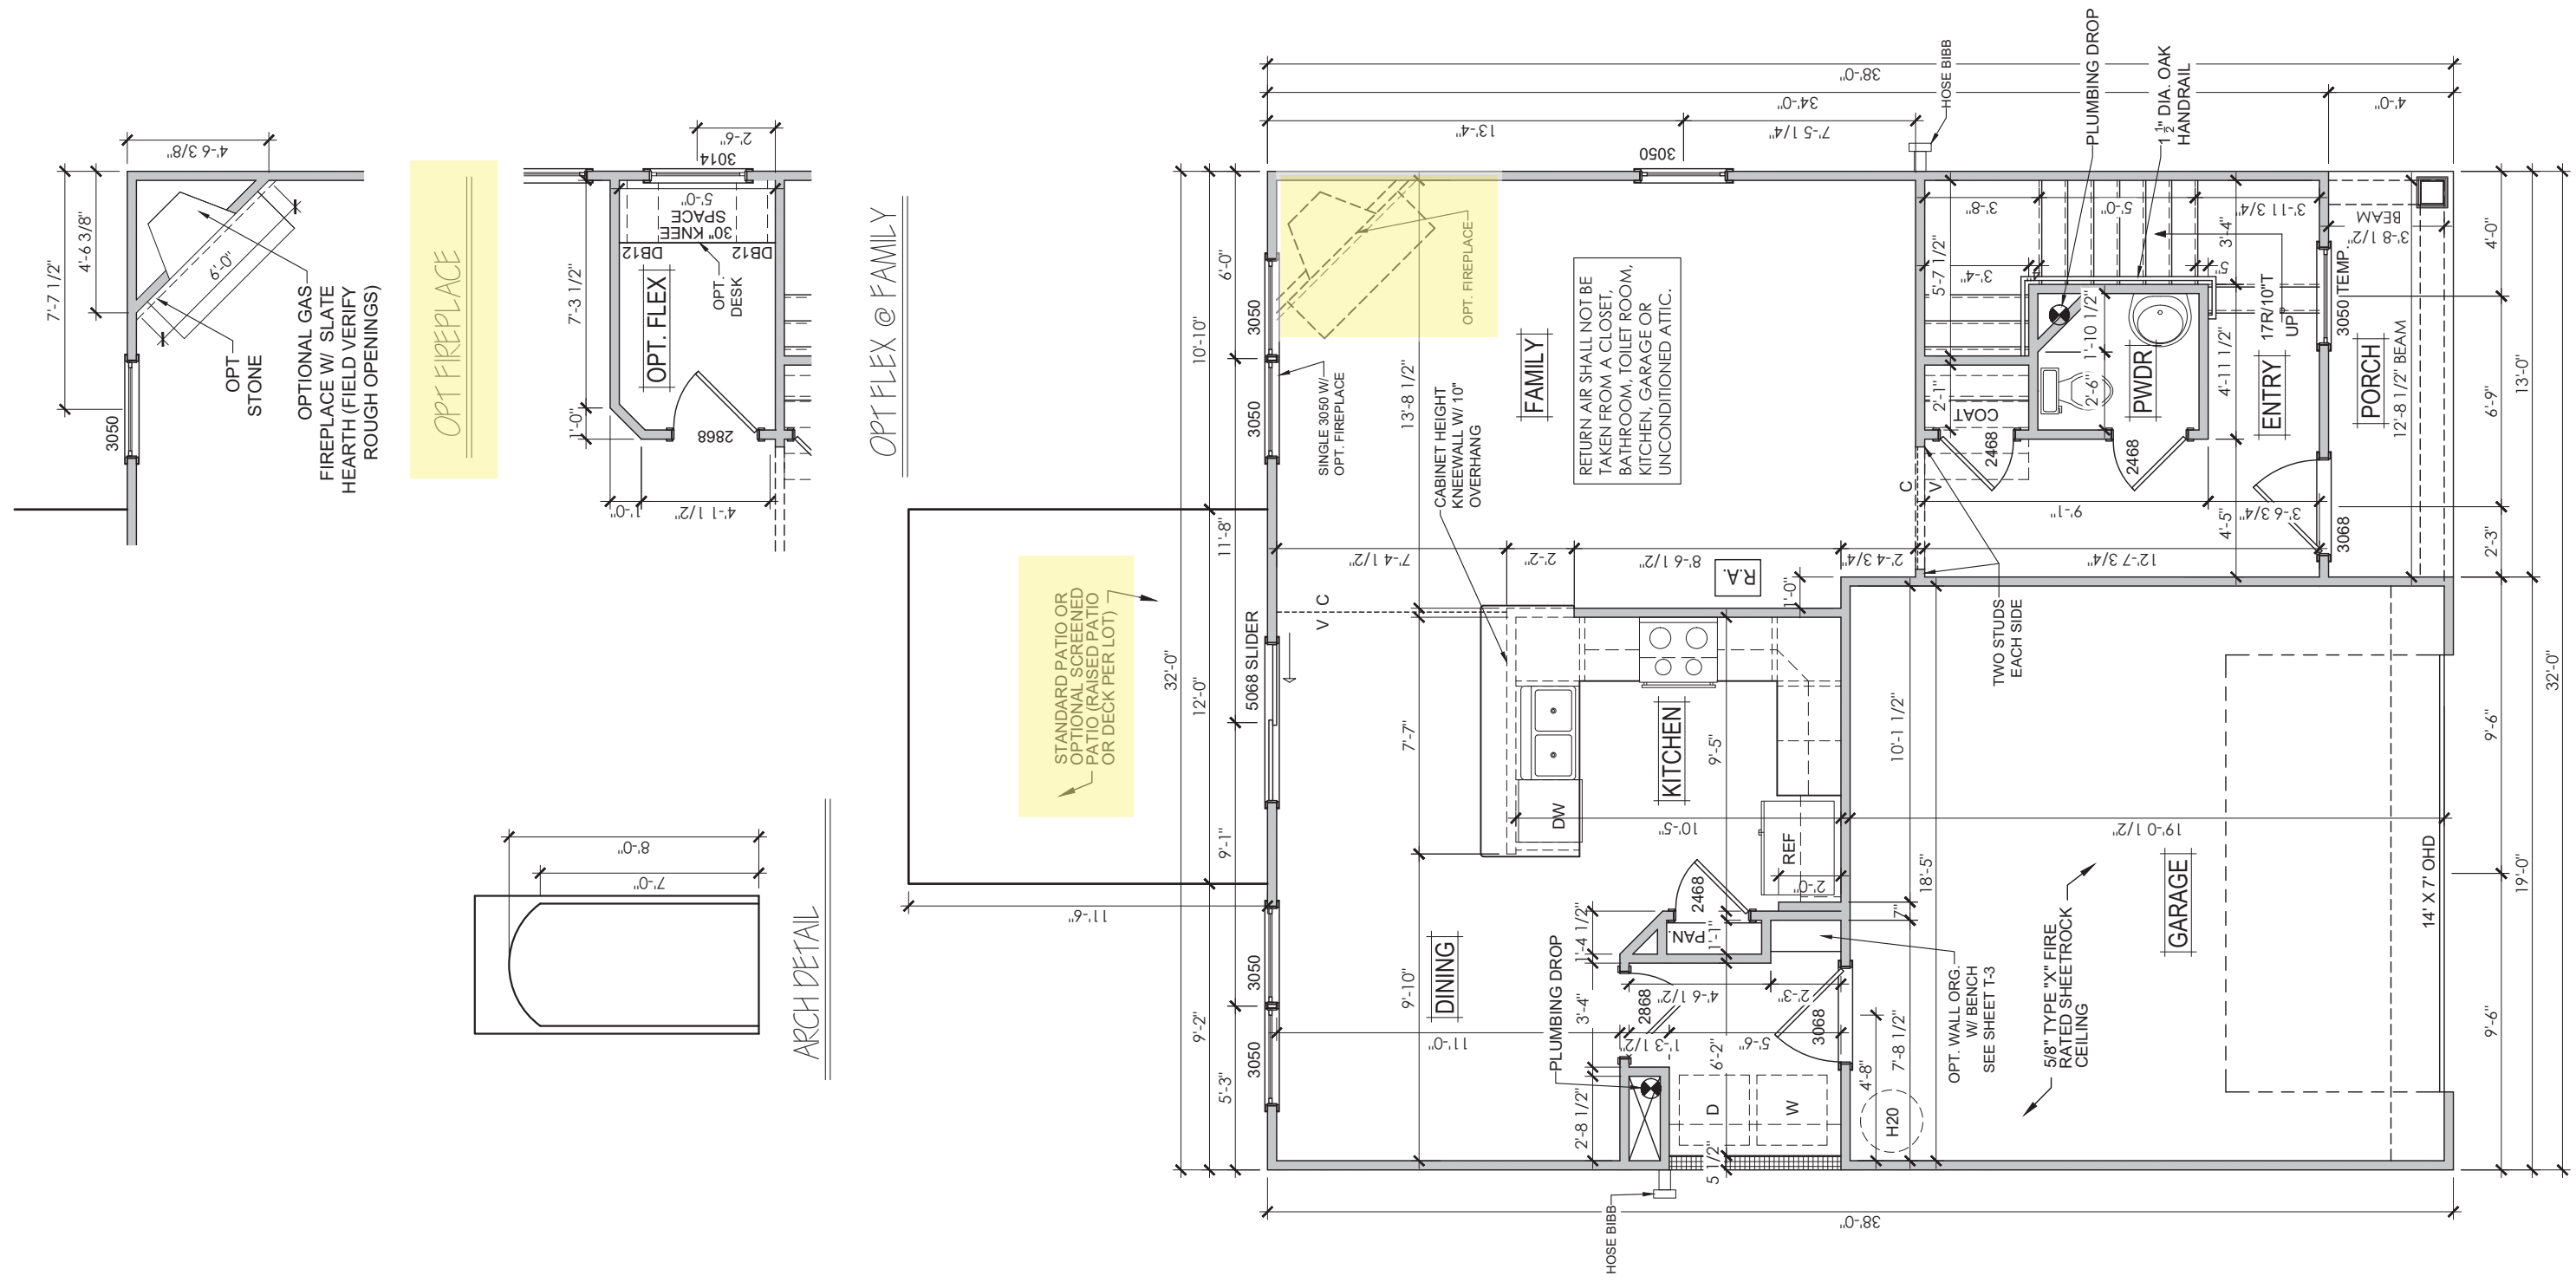 7'-7 1/2"
4'-6 3/8"
4'-6 3/8"
3050
6'-0"
OPT
STONE
OPTIONAL GAS
FIREPLACE W/ SLATE
HEARTH (FIELD VERIFY
ROUGH OPENINGS)
OPT FIREPLACE
2'-6"
3014
5'-0"
30" KNEE
SPACE
DB12
DB12
OPT.
DESK
OPT. FLEX
7'-3 1/2"
1'-0"
2868
1'-0"
4'-1 1/2"
OPT FLEX @ FAMILY
8'-0"
7'-0"
ARCH DETAIL
STANDARD PATIO OR
OPTIONAL SCREENED
PATIO (RAISED PATIO
OR DECK PER LOT)
11'-6"
32'-0"
10'-10"
12'-0"
9'-2"
6'-0"
11'-8"
9'-1"
5'-3"
3050
3050
5068 SLIDER
3050
3050
SINGLE 3050 W/
OPT. FIREPLACE
V C
38'-0"
34'-0"
4'-0"
13'-4"
7'-5 1/4"
3050
HOSE BIBB
OPT. FIREPLACE
FAMILY
13'-8 1/2"
CABINET HEIGHT
KNEEWALL W/ 10"
OVERHANG
RETURN AIR SHALL NOT BE
TAKEN FROM A CLOSET,
BATHROOM, TOILET ROOM,
KITCHEN, GARAGE OR
UNCONDITIONED ATTIC.
7'-4 1/2"
2'-2"
8'-6 1/2"
2'-4 3/4"
12'-7 3/4"
R.A.
1'-0"
7'-7"
9'-5"
KITCHEN
DW
10'-5"
REF
2'-0"
2468
PAN.
1'-1"
1'-4 1/2"
DINING
9'-10"
11'-0"
PLUMBING DROP
3'-4"
2868
4'-6 1/2"
2'-3"
3068
1'-3 1/2"
5'-6"
6'-2"
2'-8 1/2"
D
W
5 1/2"
HOSE BIBB
38'-0"
PLUMBING DROP
1 1/2" DIA. OAK
HANDRAIL
3'-8"
5'-0"
3'-11 3/4"
5'-7 1/2"
3'-4"
3'-4"
5"
2'-1"
COAT
2468
C
V
1'-10 1/2"
2'-6"
PWDR
2468
4'-11 1/2"
17R/10"T
UP
ENTRY
9'-1"
4'-5"
3'-6 3/4"
3068
3050 TEMP.
PORCH
12'-8 1/2" BEAM
BEAM
3'-8 1/2"
TWO STUDS
EACH SIDE
10'-1 1/2"
18'-5"
7"
7'-8 1/2"
4'-8"
H20
OPT. WALL ORG.
W/ BENCH
SEE SHEET T-3
5/8" TYPE "X" FIRE
RATED SHEETROCK
CEILING
GARAGE
19'-0 1/2"
14' X 7' OHD
4'-0"
6'-9"
2'-3"
9'-6"
9'-6"
13'-0"
19'-0"
32'-0"